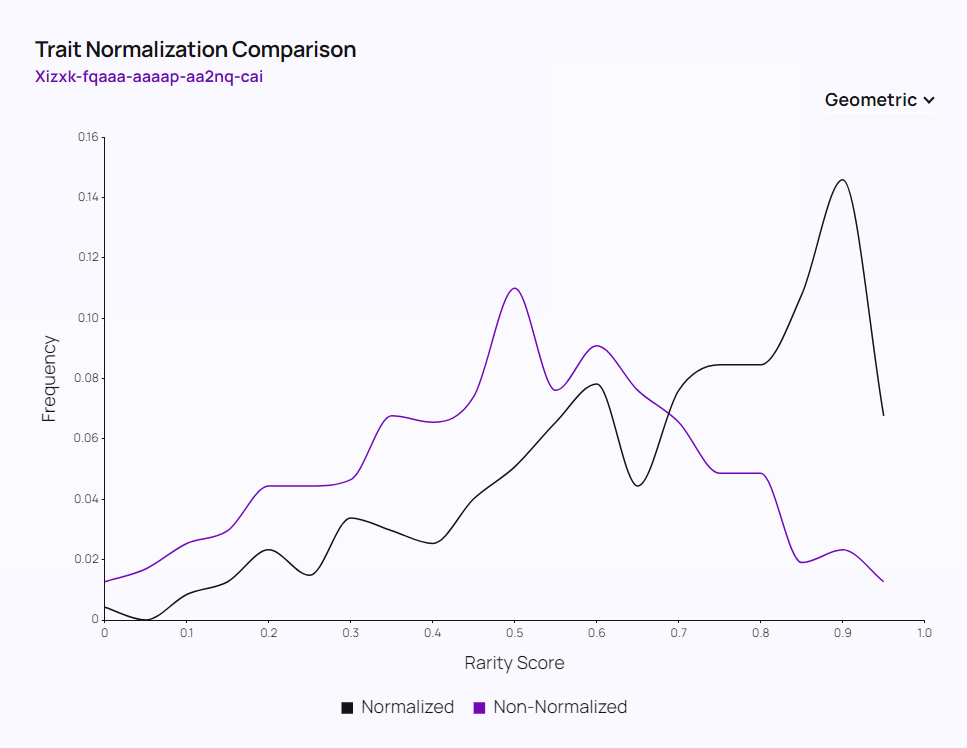 Trait Normalization Comparison
Xizxk-fqaaa-aaaap-aa2nq-cai
Geometric
0.16
0.14
0.12
0.10
0.08
0.06
0.04
0.02
0
Frequency
0 0.1 0.2 0.3 0.4 0.5 0.6 0.7 0.8 0.9 1.0
Rarity Score
Normalized Non-Normalized